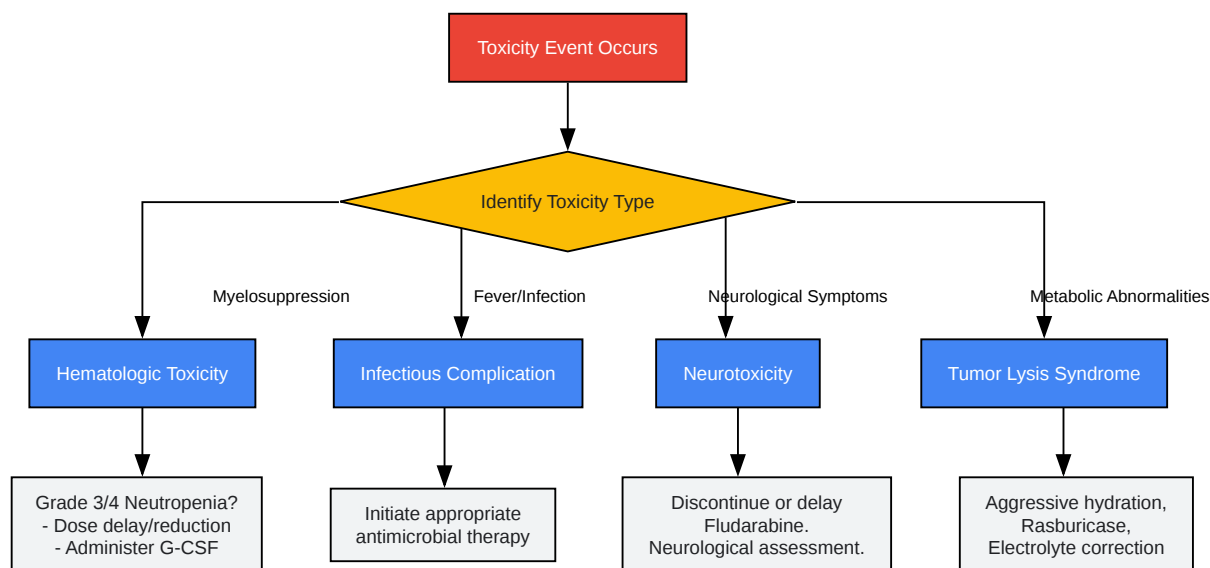 Toxicity Event Occurs
Identify Toxicity Type
Myelosuppression
Fever/Infection
Neurological Symptoms
Metabolic Abnormalities
Hematologic Toxicity
Infectious Complication
Neurotoxicity
Tumor Lysis Syndrome
Grade 3/4 Neutropenia?
- Dose delay/reduction
- Administer G-CSF
Initiate appropriate
antimicrobial therapy
Discontinue or delay
Fludarabine.
Neurological assessment.
Aggressive hydration,
Rasburicase,
Electrolyte correction